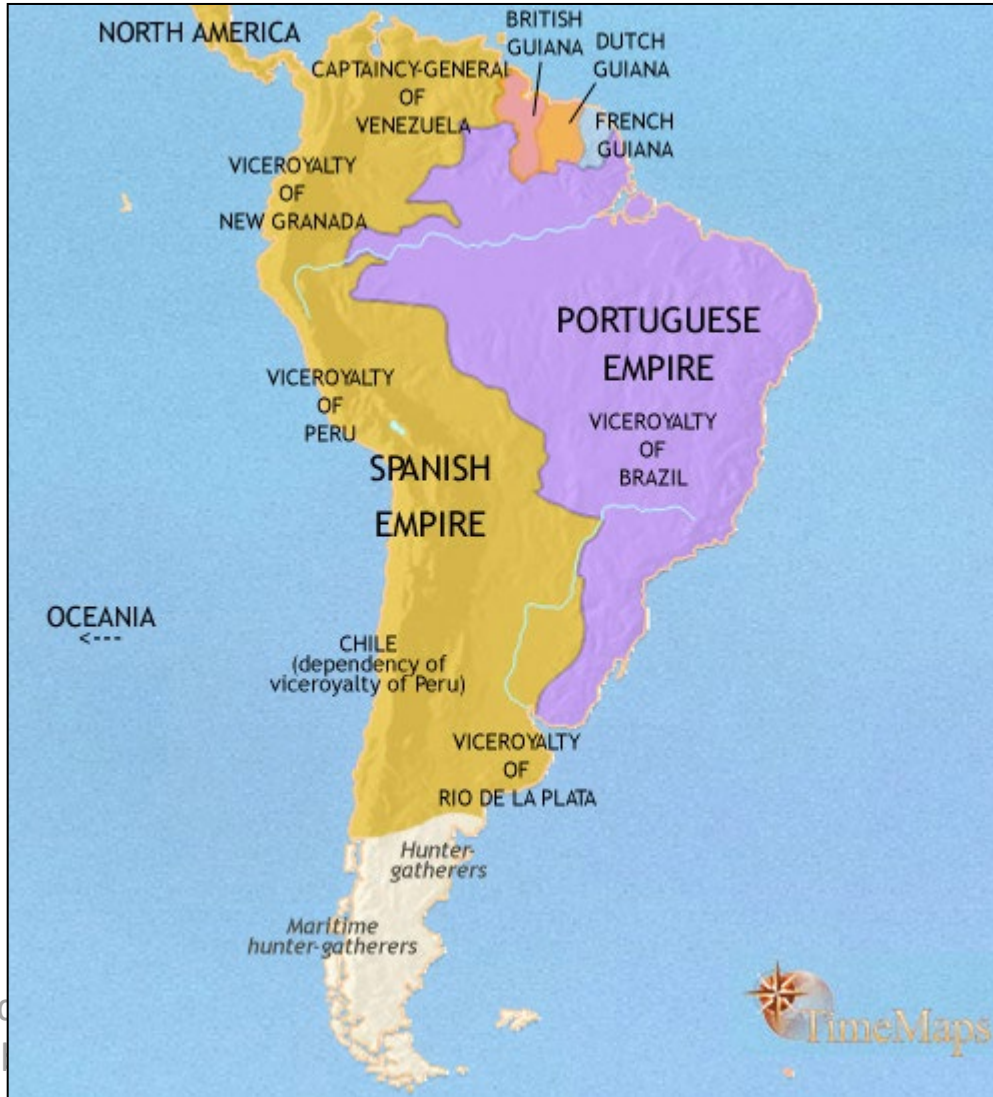 NORTH AMERICA
BRITISH
GUIANA
DUTCH
GUIANA
FRENCH
GUIANA
CAPTAINCY-GENERAL
OF
VENEZUELA
VICEROYALTY
OF
NEW GRANADA
PORTUGUESE
EMPIRE
VICEROYALTY
OF
BRAZIL
VICEROYALTY
OF
PERU
SPANISH
EMPIRE
OCEANIA
<---
CHILE
(dependency of
viceroyalty of Peru)
VICEROYALTY
OF
RIO DE LA PLATA
Hunter-
gatherers
Maritime
hunter-gatherers
TimeMaps